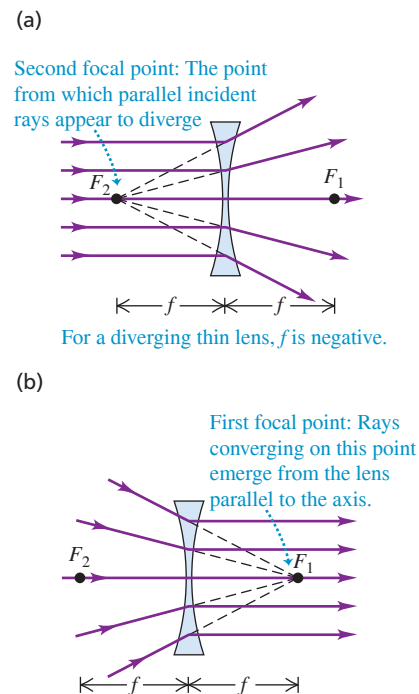 (a)
Second focal point: The point
from which parallel incident
rays appear to diverge
F2
F1
f
f
For a diverging thin lens, f is negative.
(b)
First focal point: Rays
converging on this point
emerge from the lens
parallel to the axis.
F2
F1
f
f